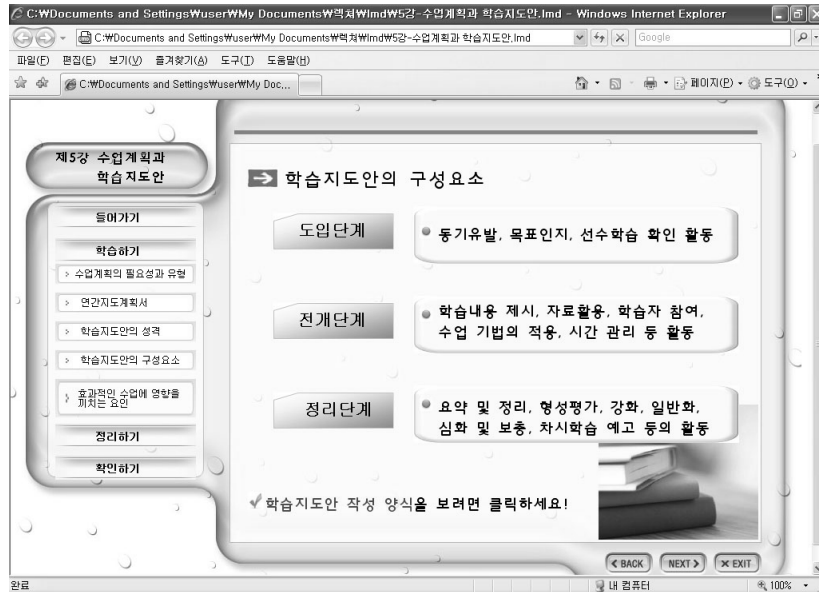 C:₩Documents and Settings₩user₩My Documents₩렉쳐₩lmd₩5강-수업계획과 학습지도안.lmd - Windows Internet Explorer
C:₩Documents and Settings₩user₩My Documents₩렉쳐₩lmd₩5강-수업계획과 학습지도안.lmd
Google
파일(F) 편집(E) 보기(V) 즐겨찾기(A) 도구(T) 도움말(H)
C:₩Documents and Settings₩user₩My Doc...
페이지(P) 도구(O)
제5강 수업계획과
학습지도안
들어가기
학습하기
> 수업계획의 필요성과 유형
> 연간지도계획서
> 학습지도안의 성격
> 학습지도안의 구성요소
> 효과적인 수업에 영향을
끼치는 요인
정리하기
확인하기
학습지도안의 구성요소
도입단계
동기유발, 목표인지, 선수학습 확인 활동
전개단계
학습내용 제시, 자료활용, 학습자 참여,
수업 기법의 적용, 시간 관리 등 활동
정리단계
요약 및 정리, 형성평가, 강화, 일반화,
심화 및 보충, 차시학습 예고 등의 활동
학습지도안 작성 양식을 보려면 클릭하세요!
< BACK NEXT > × EXIT
완료
내 컴퓨터
100%